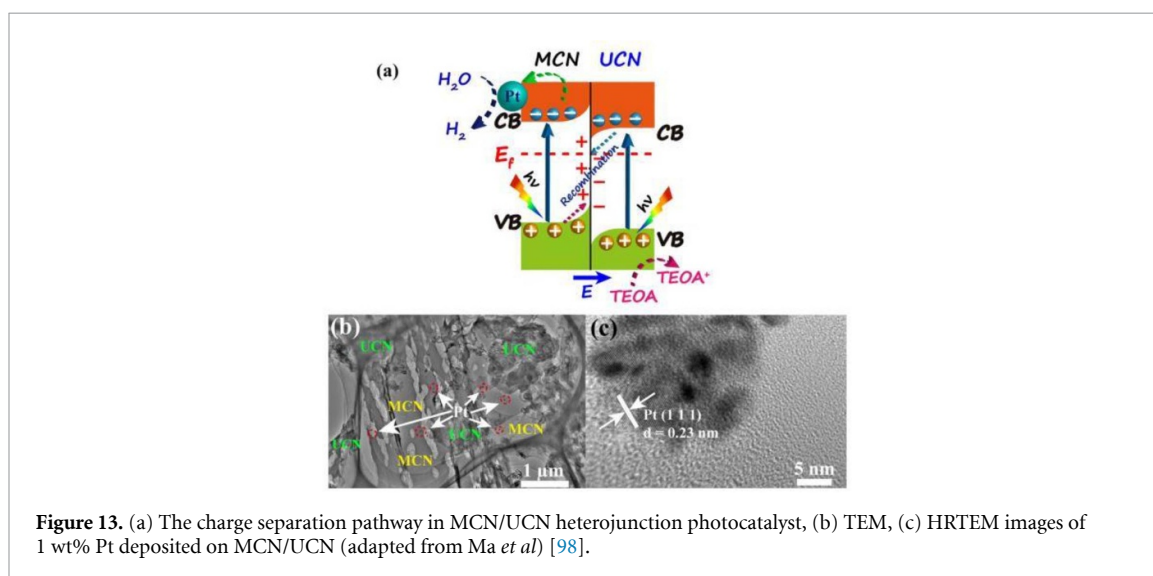 (a)
MCN UCN
H₂O
Pt
H₂
CB
CB
E_f
Recombination
hν
hν
VB
VB
E
TEOA
TEOA⁺
+
+
+
−
−
−
(b)
UCN
UCN
MCN
Pt
UCN
UCN
MCN
MCN
1 μm
(c)
Pt (1 1 1)
d = 0.23 nm
5 nm
Figure 13. (a) The charge separation pathway in MCN/UCN heterojunction photocatalyst, (b) TEM, (c) HRTEM images of
1 wt% Pt deposited on MCN/UCN (adapted from Ma et al) [98].